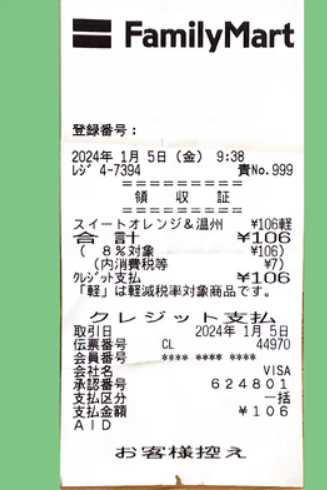 FamilyMart
登録番号：
2024年 1月 5日（金） 9:38
ﾚｼﾞ 4-7394 責No.999
＝＝＝＝＝＝＝＝＝
領 収 証
＝＝＝＝＝＝＝＝＝
スイートオレンジ＆温州 ¥106軽
合 計 ¥106
（ 8％対象 ¥106）
（内消費税等 ¥7）
ｸﾚｼﾞｯﾄ支払 ¥106
「軽」は軽減税率対象商品です。
クレジット支払
取引日 2024年 1月 5日
伝票番号 CL 44970
会員番号 **** **** ****
会社名 VISA
承認番号 624801
支払区分 一括
支払金額 ¥106
AID
お客様控え